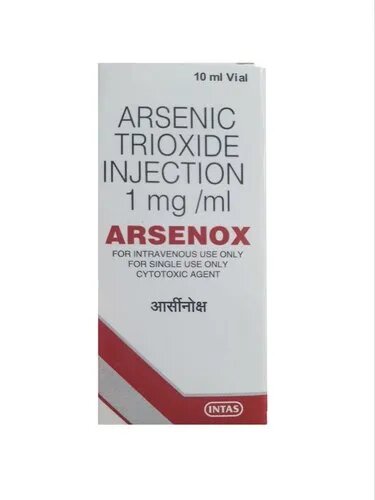 10 ml Vial
ARSENIC
TRIOXIDE
INJECTION
1 mg /ml
ARSENOX
FOR INTRAVENOUS USE ONLY
FOR SINGLE USE ONLY
CYTOTOXIC AGENT
आर्सीनोक्ष
INTAS